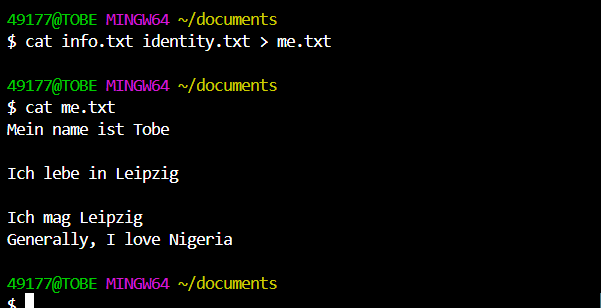 49177@TOBE MINGW64 ~/documents
$ cat info.txt identity.txt > me.txt
49177@TOBE MINGW64 ~/documents
$ cat me.txt
Mein name ist Tobe
Ich lebe in Leipzig
Ich mag Leipzig
Generally, I love Nigeria
49177@TOBE MINGW64 ~/documents
$